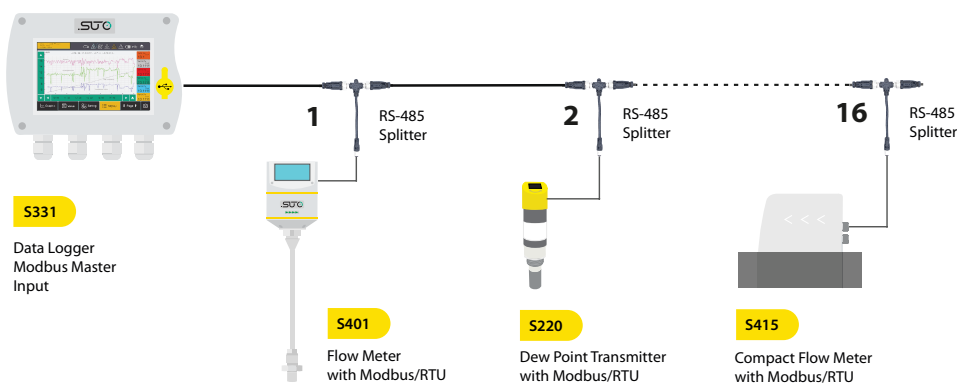 SUTO
1
RS-485
Splitter
2
RS-485
Splitter
16
RS-485
Splitter
SUTO
< < <
S331
Data Logger
Modbus Master
Input
S401
Flow Meter
with Modbus/RTU
S220
Dew Point Transmitter
with Modbus/RTU
S415
Compact Flow Meter
with Modbus/RTU